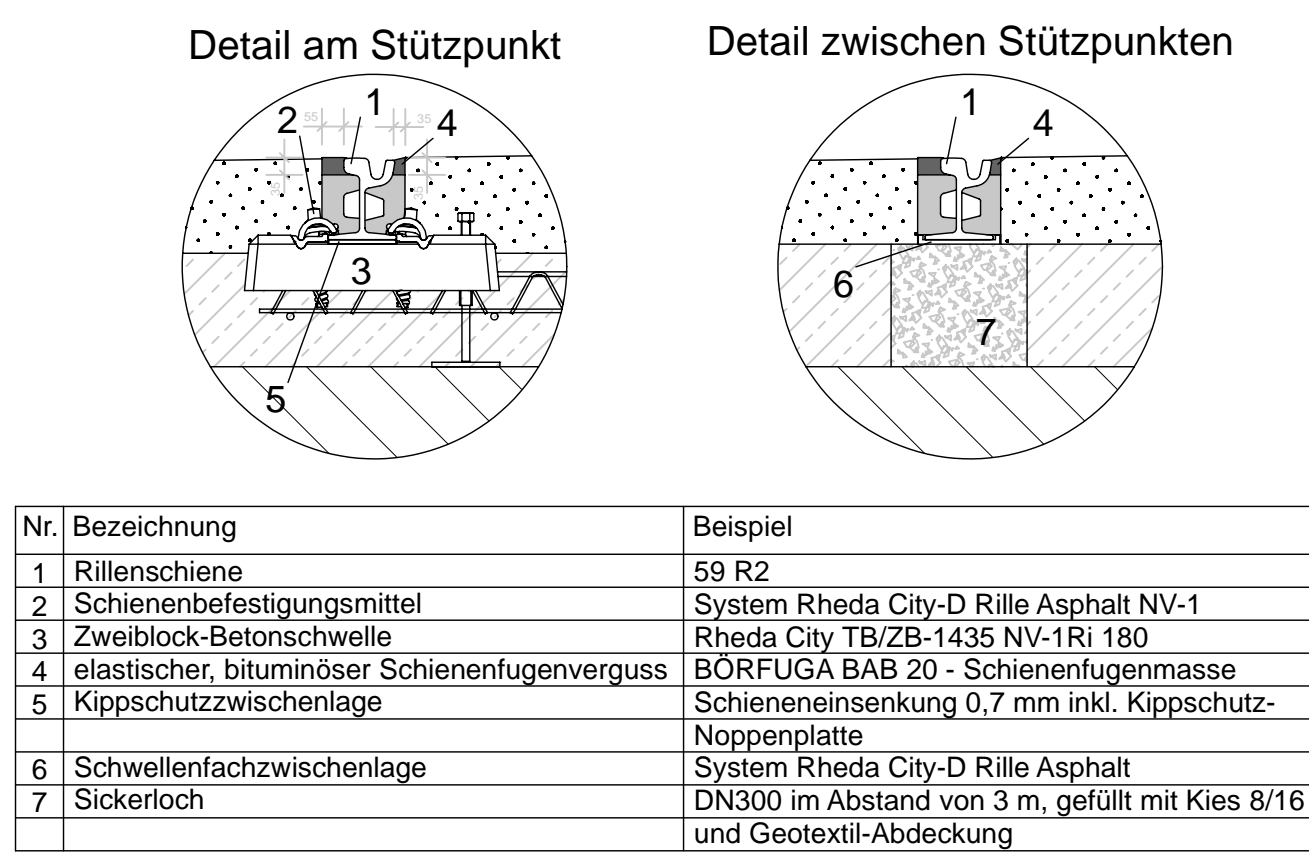 Detail am Stützpunkt
Detail zwischen Stützpunkten
1
2
55
35
4
35
35
3
5
1
4
6
7
Nr. Bezeichnung Beispiel
1 Rillenschiene 59 R2
2 Schienenbefestigungsmittel System Rheda City-D Rille Asphalt NV-1
3 Zweiblock-Betonschwelle Rheda City TB/ZB-1435 NV-1Ri 180
4 elastischer, bituminöser Schienenfugenverguss BÖRFUGA BAB 20 - Schienenfugenmasse
5 Kippschutzzwischenlage Schieneneinsenkung 0,7 mm inkl. Kippschutz-
Noppenplatte
6 Schwellenfachzwischenlage System Rheda City-D Rille Asphalt
7 Sickerloch DN300 im Abstand von 3 m, gefüllt mit Kies 8/16
und Geotextil-Abdeckung